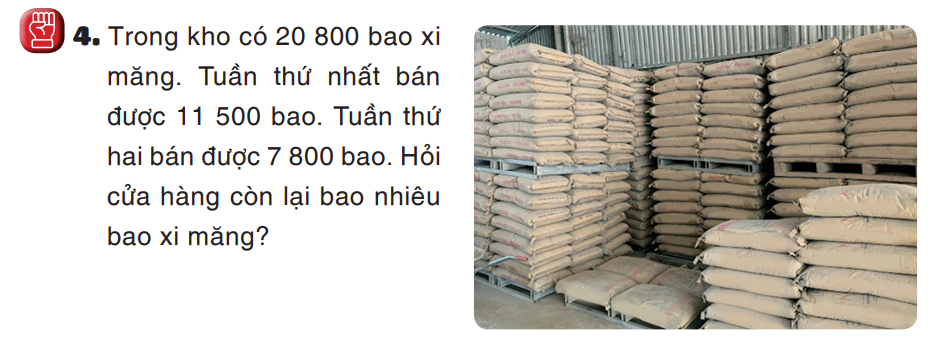 4. Trong kho có 20 800 bao xi
măng. Tuần thứ nhất bán
được 11 500 bao. Tuần thứ
hai bán được 7 800 bao. Hỏi
cửa hàng còn lại bao nhiêu
bao xi măng?